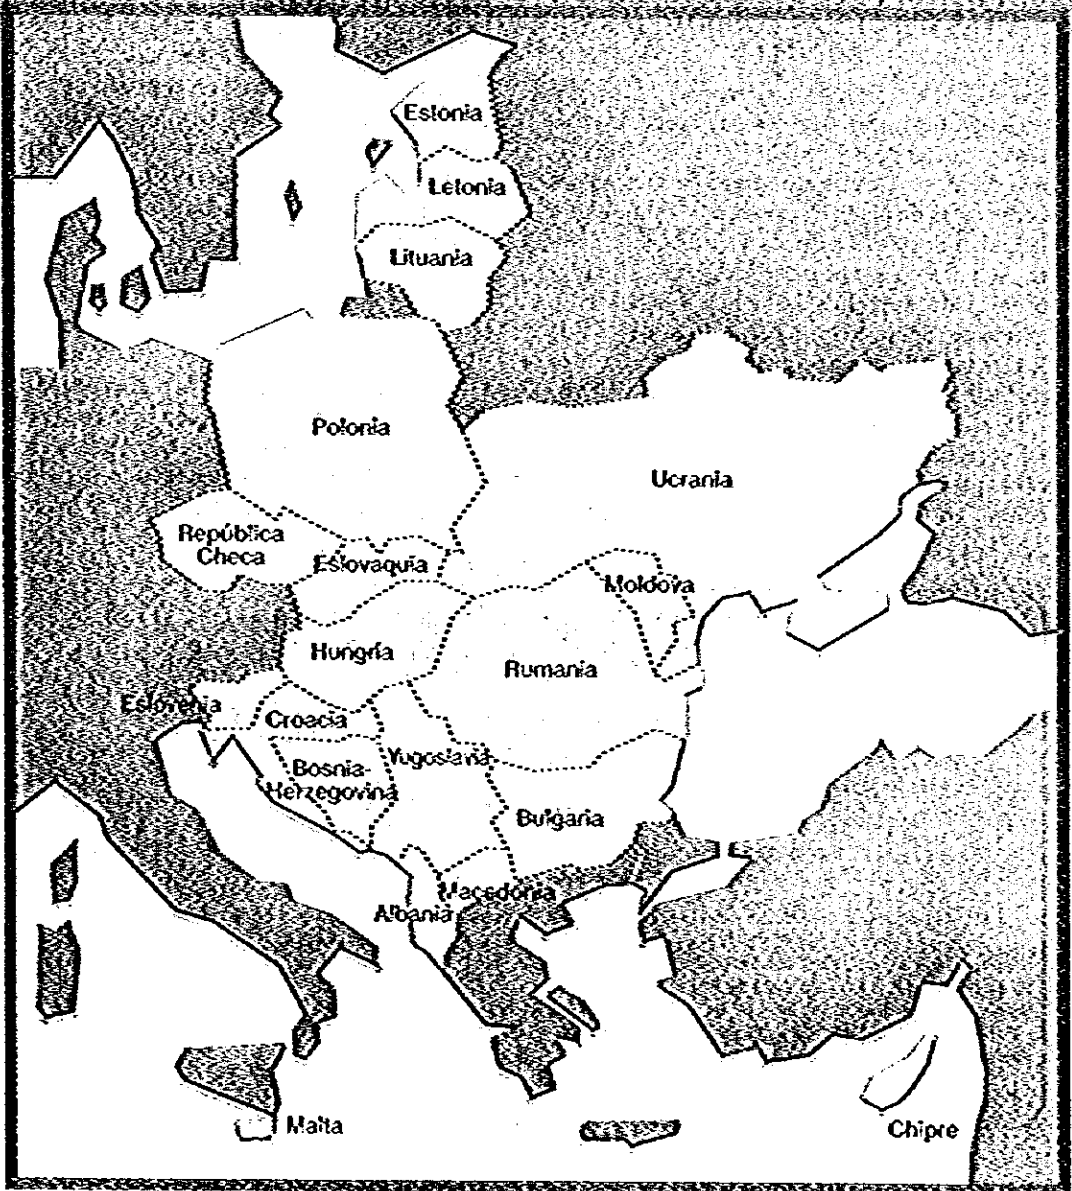 Estonia
Letonia
Lituania
Polonia
Ucrania
República
Checa
Eslovaquia
Moldova
Hungría
Rumania
Eslovenia
Croacia
Yugoslavia
Bosnia-
Herzegovina
Bulgaria
Macedonia
Albania
Malta
Chipre